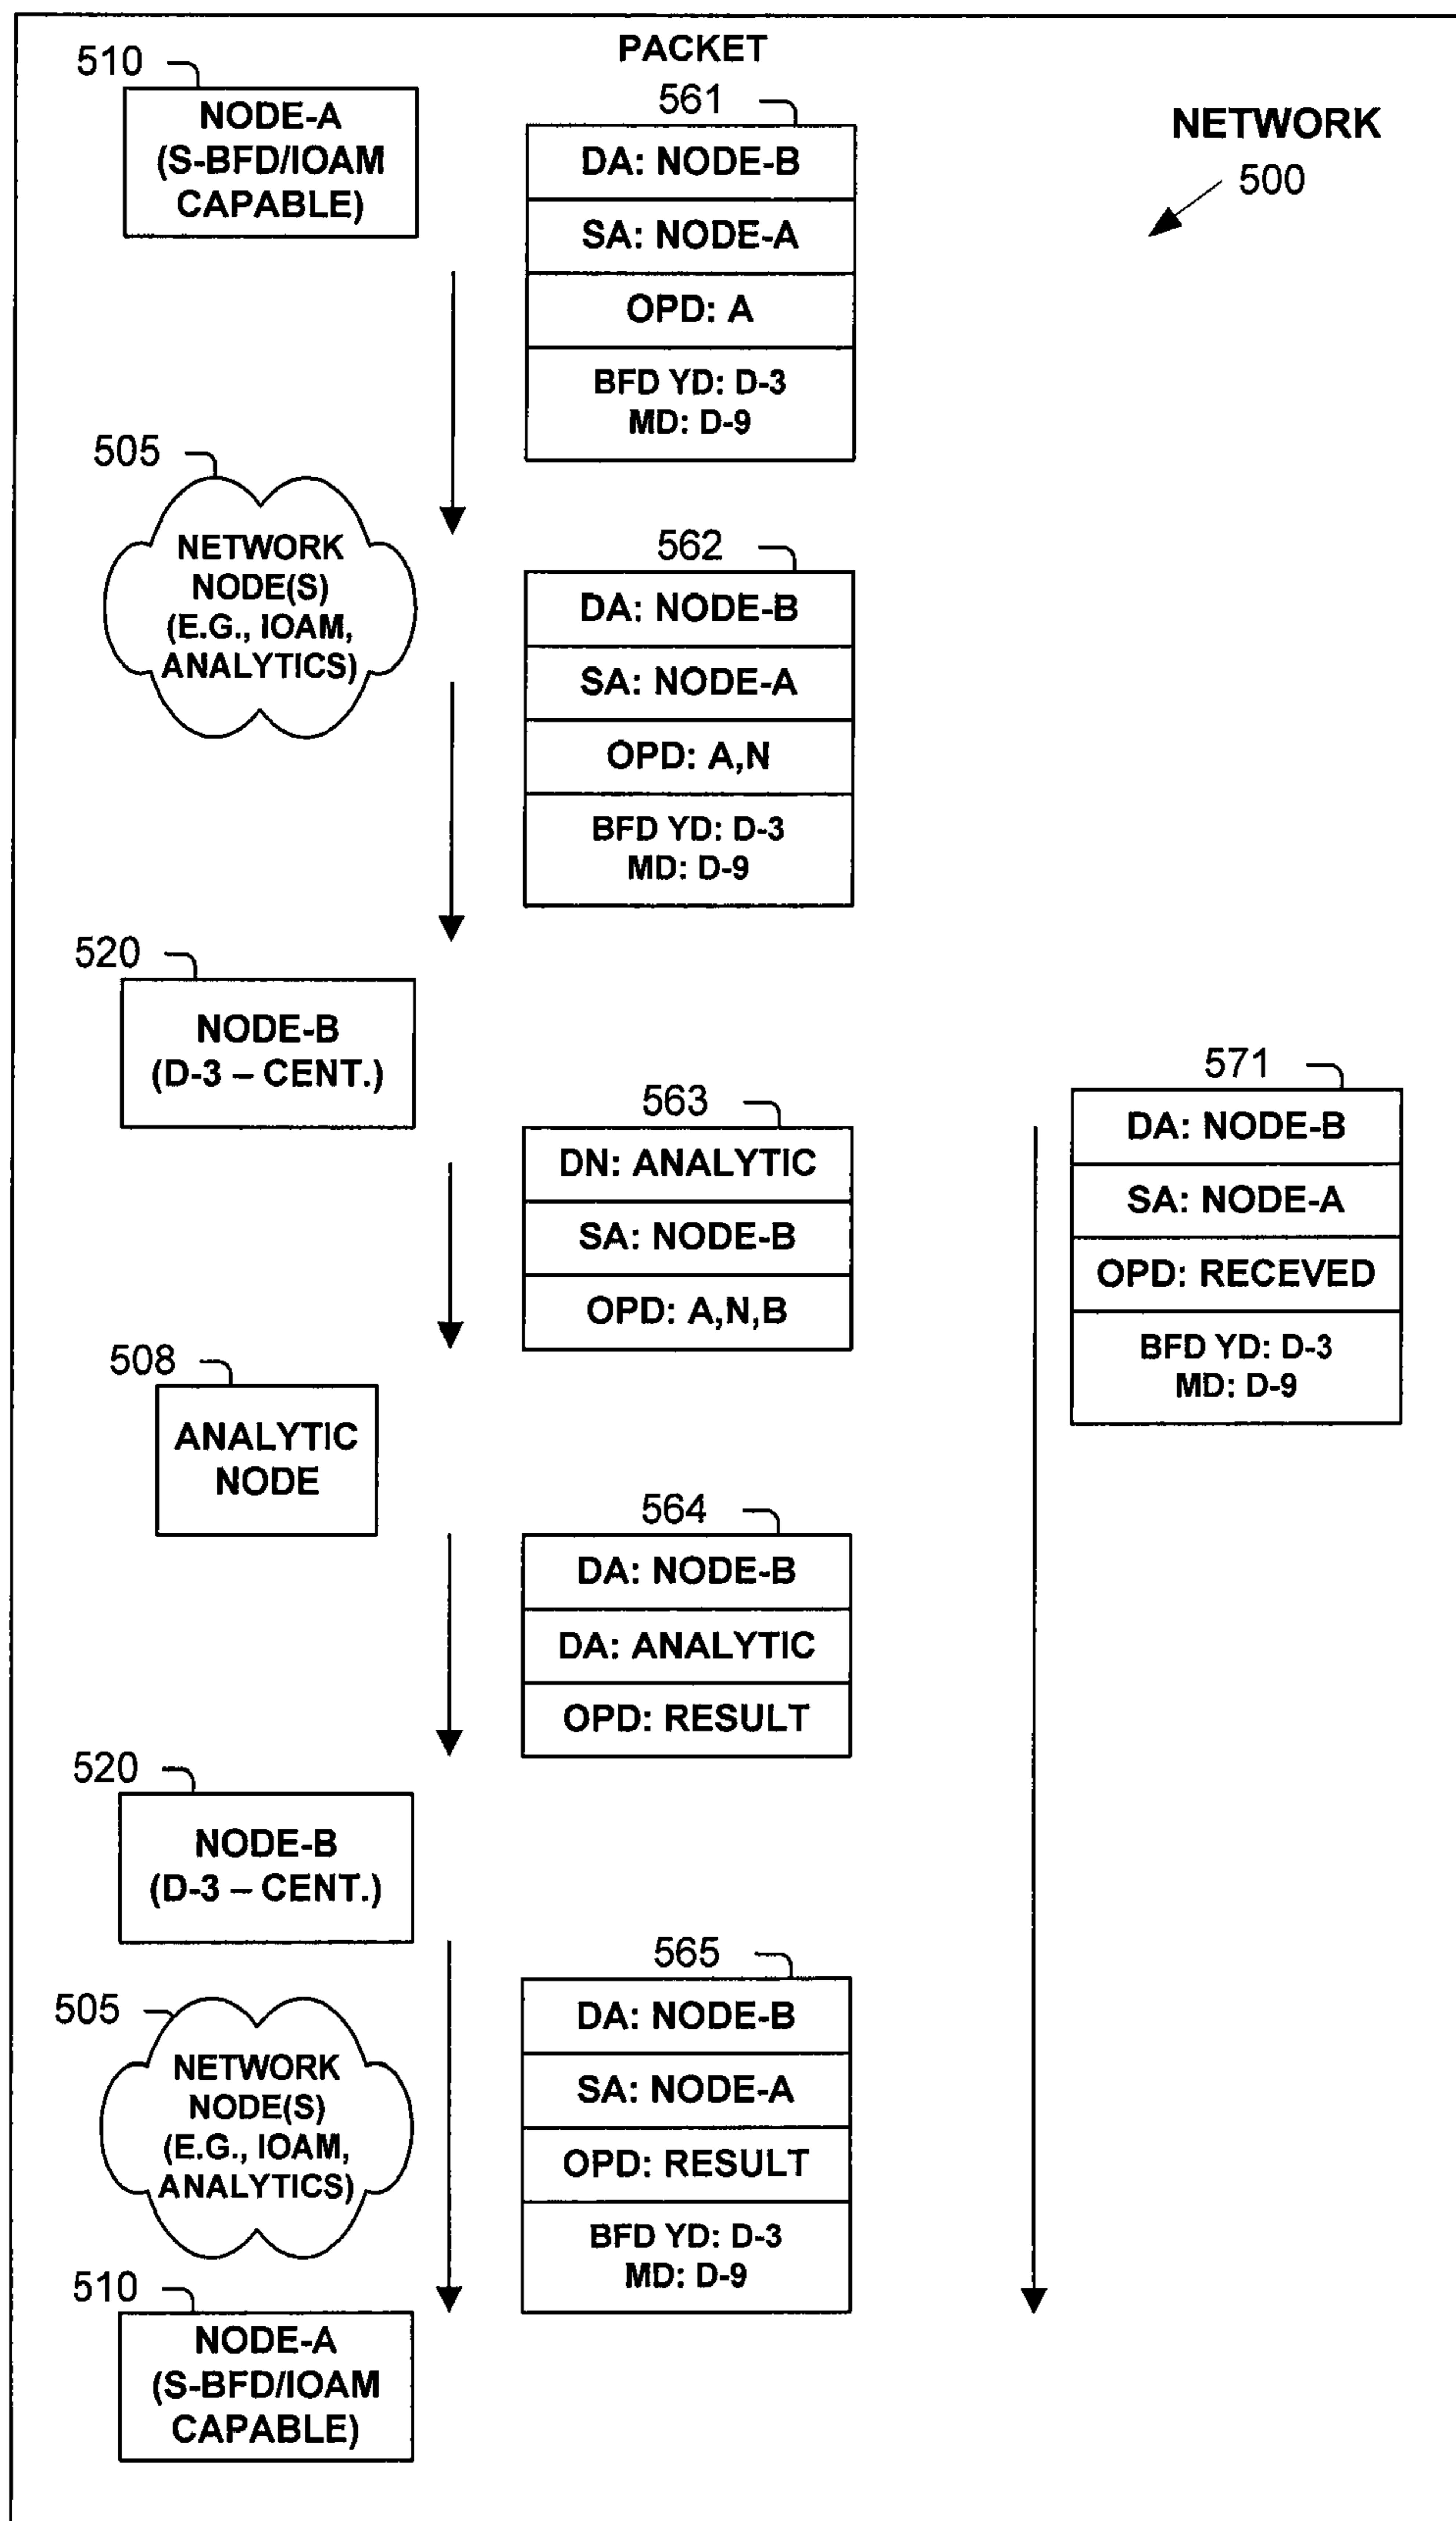 PACKET
510
NODE-A
(S-BFD/IOAM
CAPABLE)
561
DA: NODE-B
SA: NODE-A
OPD: A
BFD YD: D-3
MD: D-9
NETWORK
500
505
NETWORK
NODE(S)
(E.G., IOAM,
ANALYTICS)
562
DA: NODE-B
SA: NODE-A
OPD: A,N
BFD YD: D-3
MD: D-9
520
NODE-B
(D-3 – CENT.)
563
DN: ANALYTIC
SA: NODE-B
OPD: A,N,B
571
DA: NODE-B
SA: NODE-A
OPD: RECEVED
BFD YD: D-3
MD: D-9
508
ANALYTIC
NODE
564
DA: NODE-B
DA: ANALYTIC
OPD: RESULT
520
NODE-B
(D-3 – CENT.)
565
DA: NODE-B
SA: NODE-A
OPD: RESULT
BFD YD: D-3
MD: D-9
505
NETWORK
NODE(S)
(E.G., IOAM,
ANALYTICS)
510
NODE-A
(S-BFD/IOAM
CAPABLE)